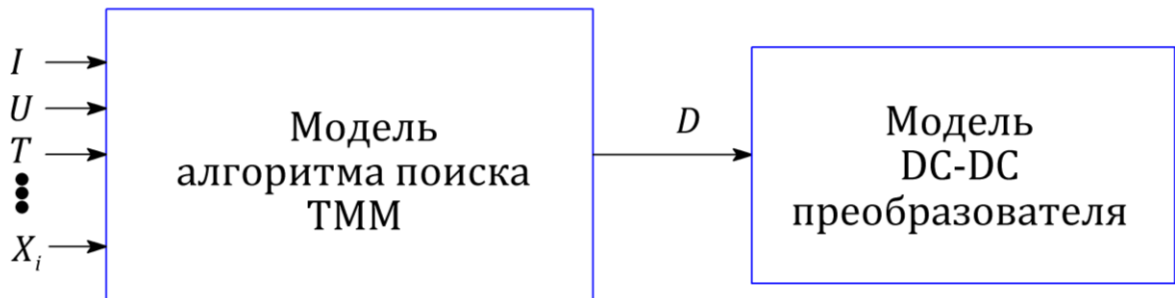 I
U
T
X_i
Модель
алгоритма поиска
ТММ
D
Модель
DC-DC
преобразователя